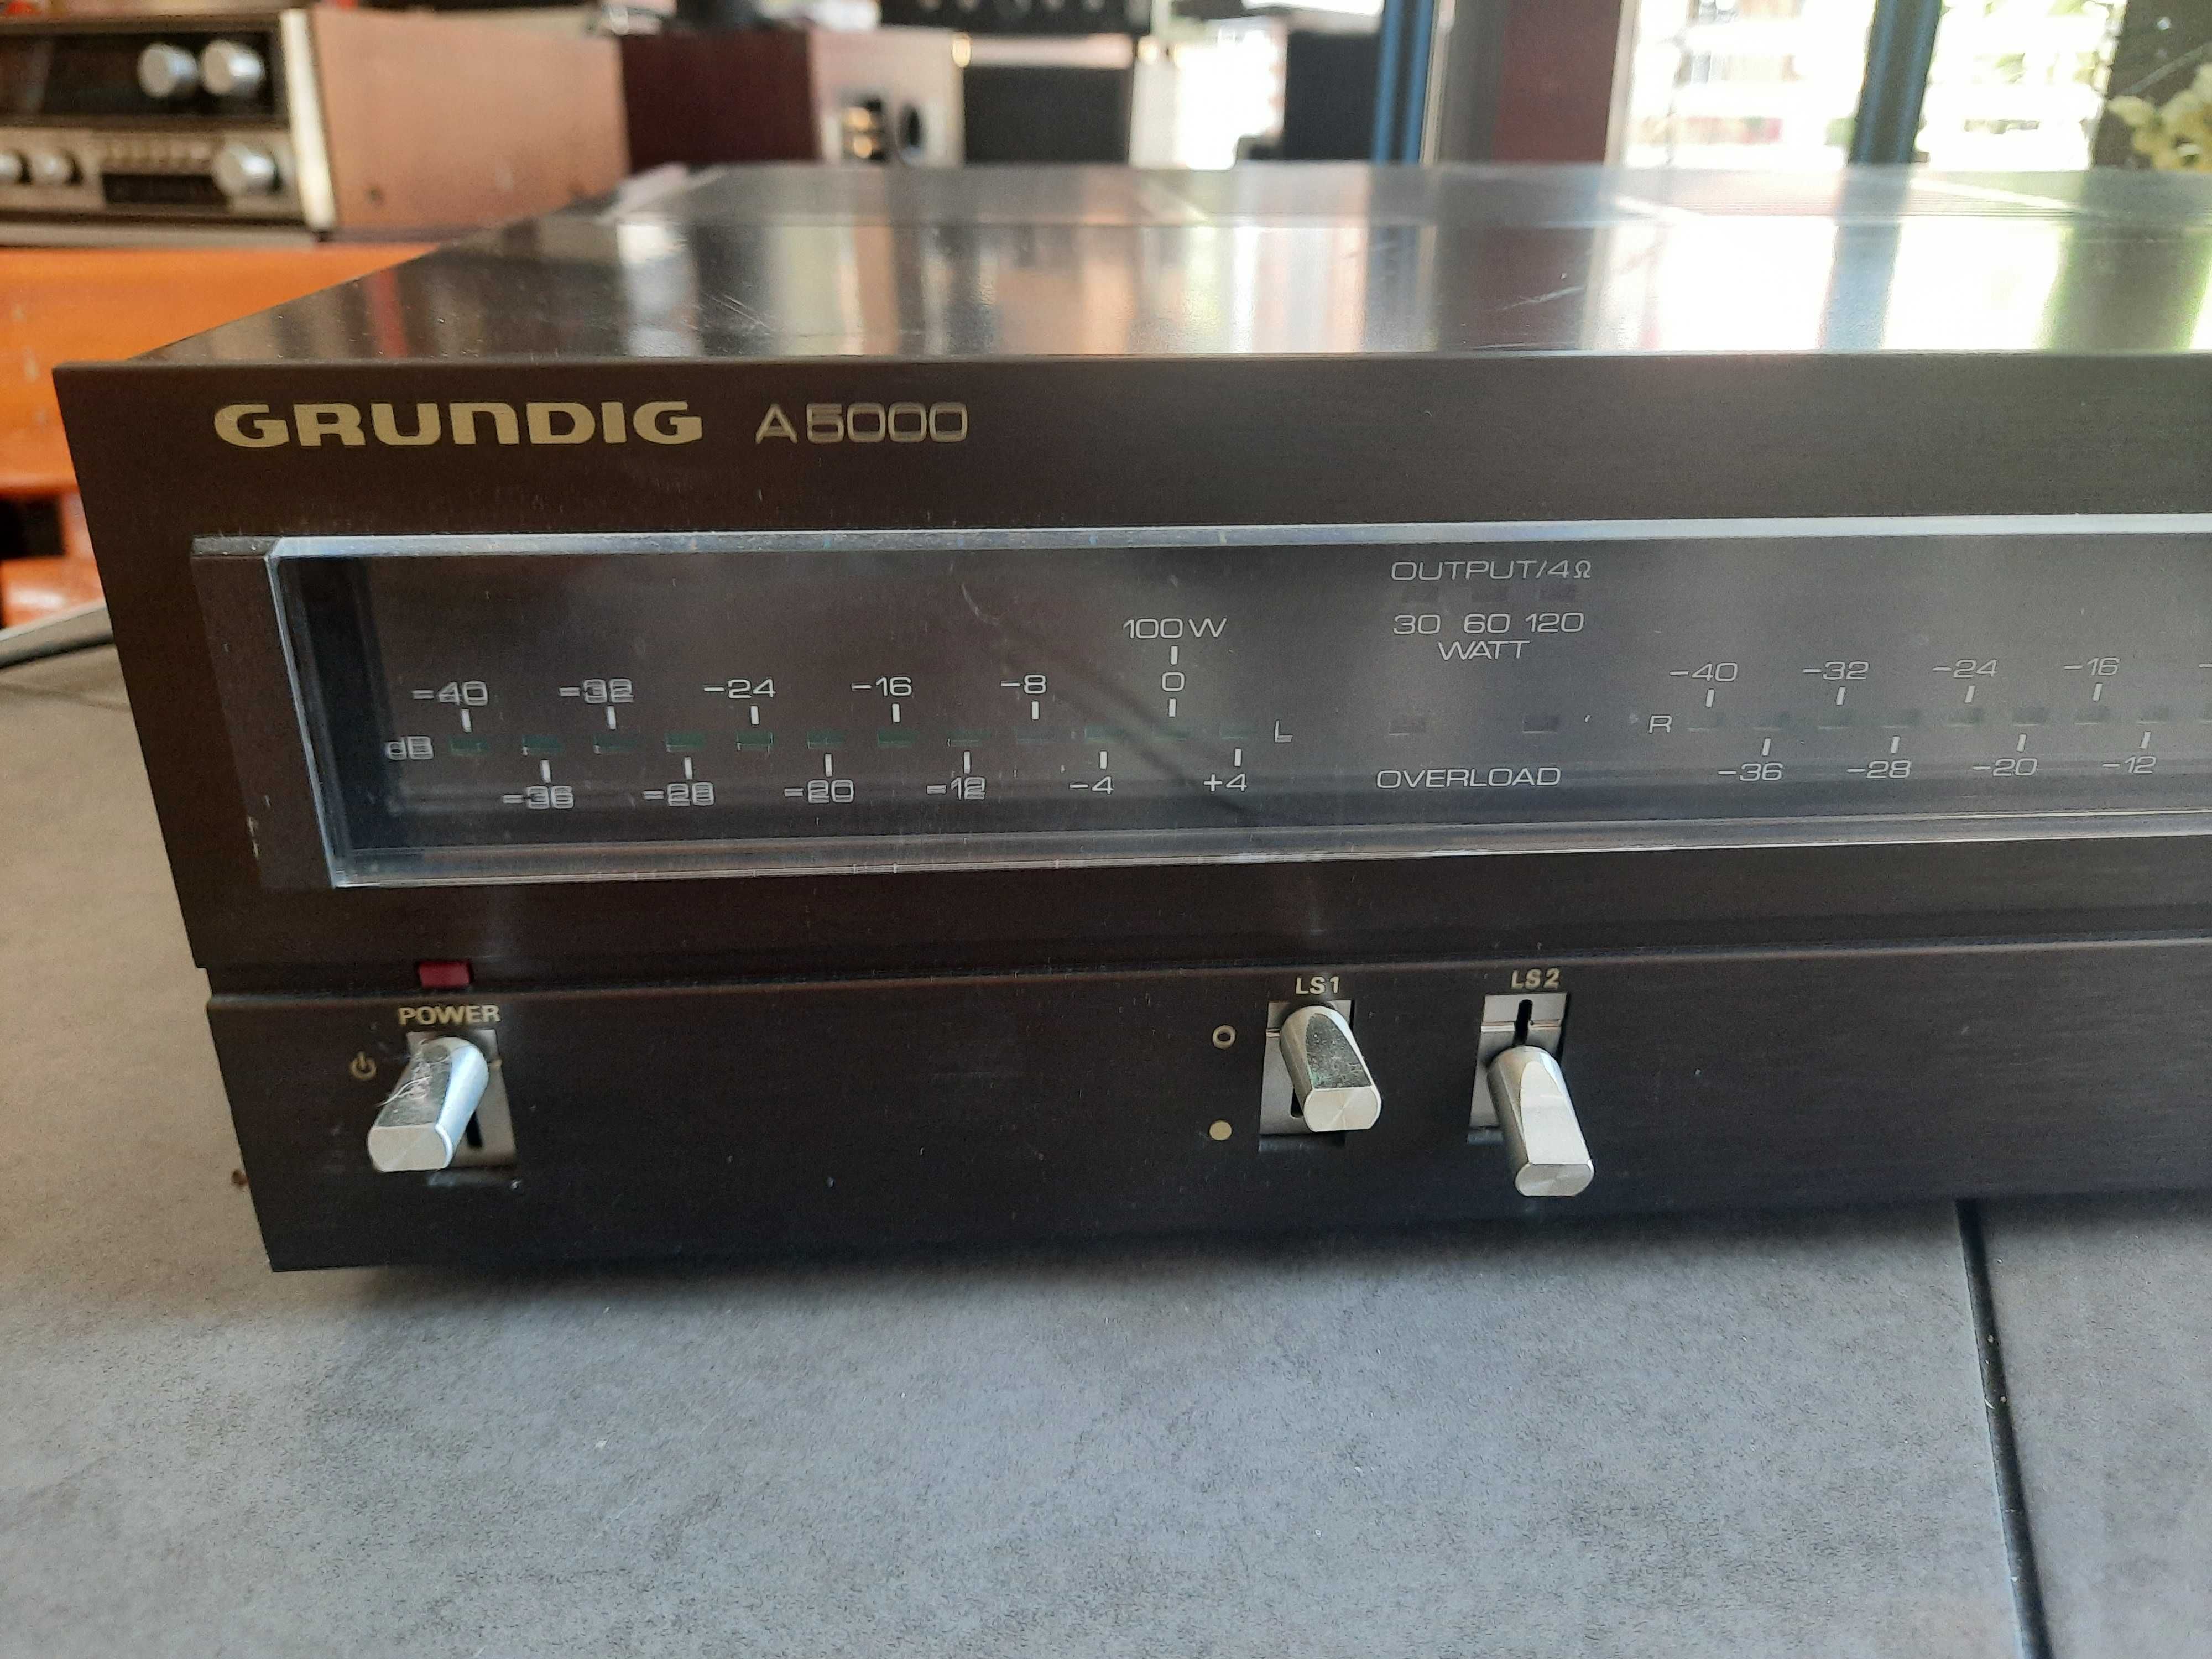 GRUNDIG A5000
OUTPUT/4Ω
30 60 120
WATT
100W
-40 -32 -24 -16 -8 0
dB L
-36 -28 -20 -12 -4 +4
OVERLOAD
-40 -32 -24 -16
R
-36 -28 -20 -12
POWER
LS1
LS2